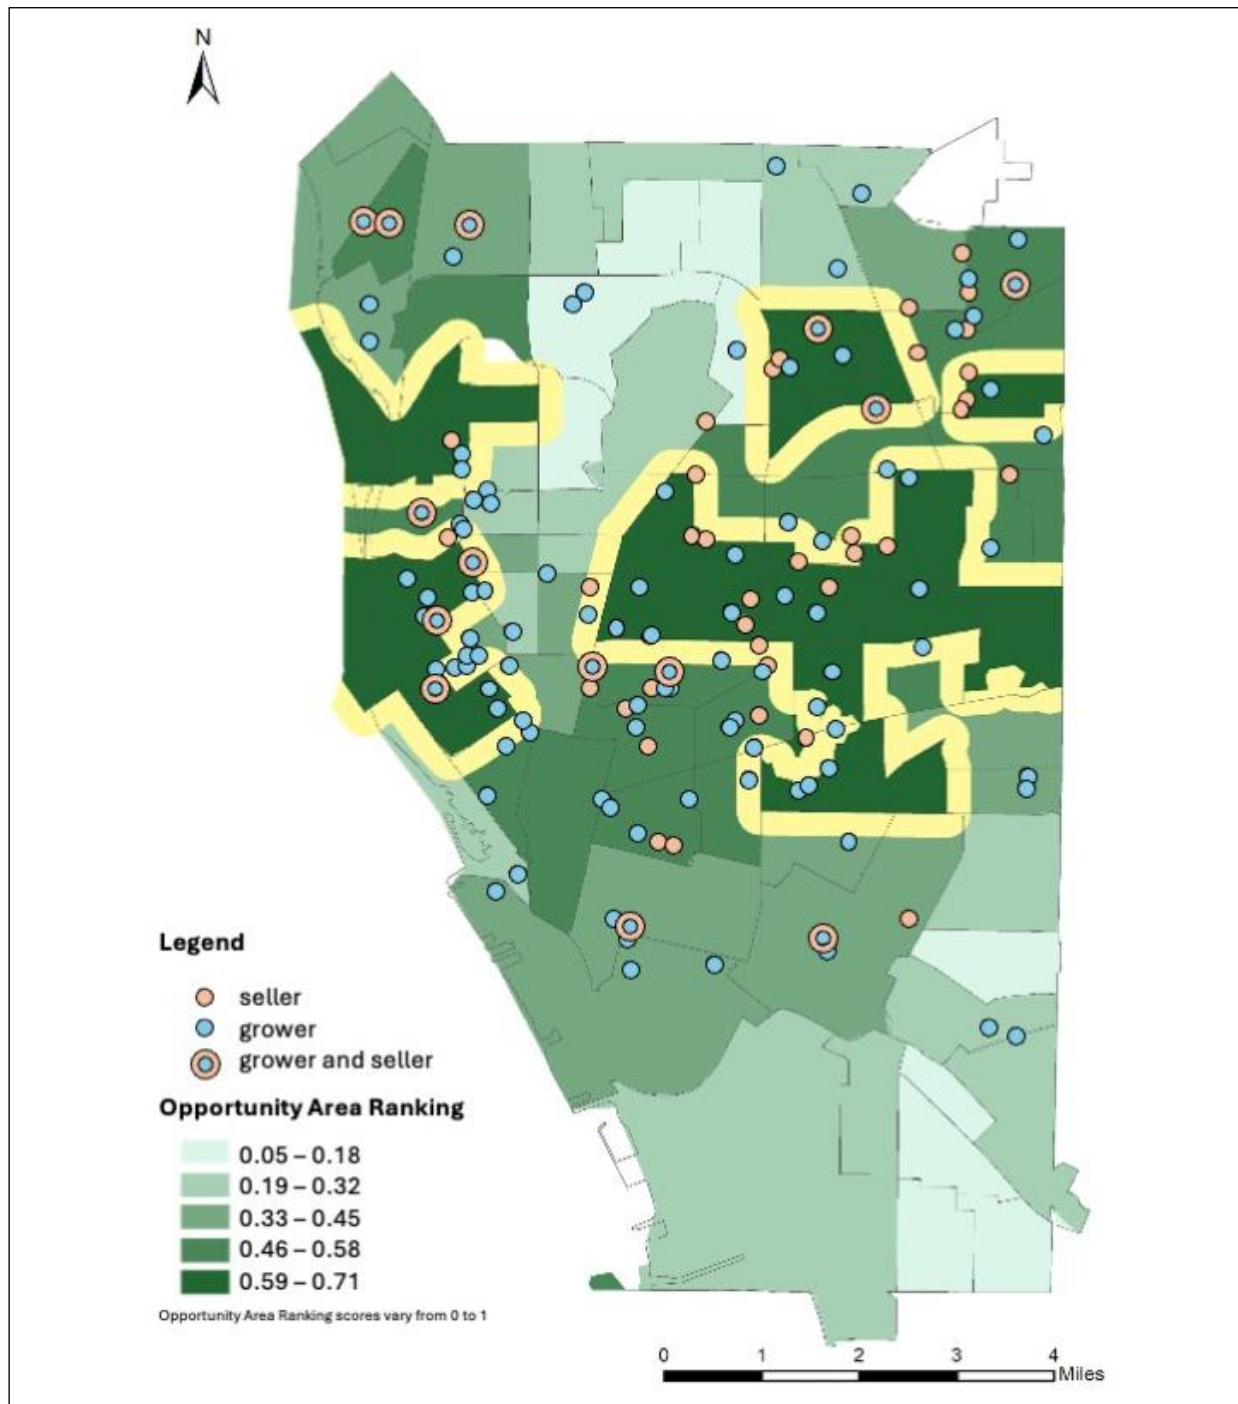 N
Legend
seller
grower
grower and seller
Opportunity Area Ranking
0.05 – 0.18
0.19 – 0.32
0.33 – 0.45
0.46 – 0.58
0.59 – 0.71
Opportunity Area Ranking scores vary from 0 to 1
0 1 2 3 4
Miles